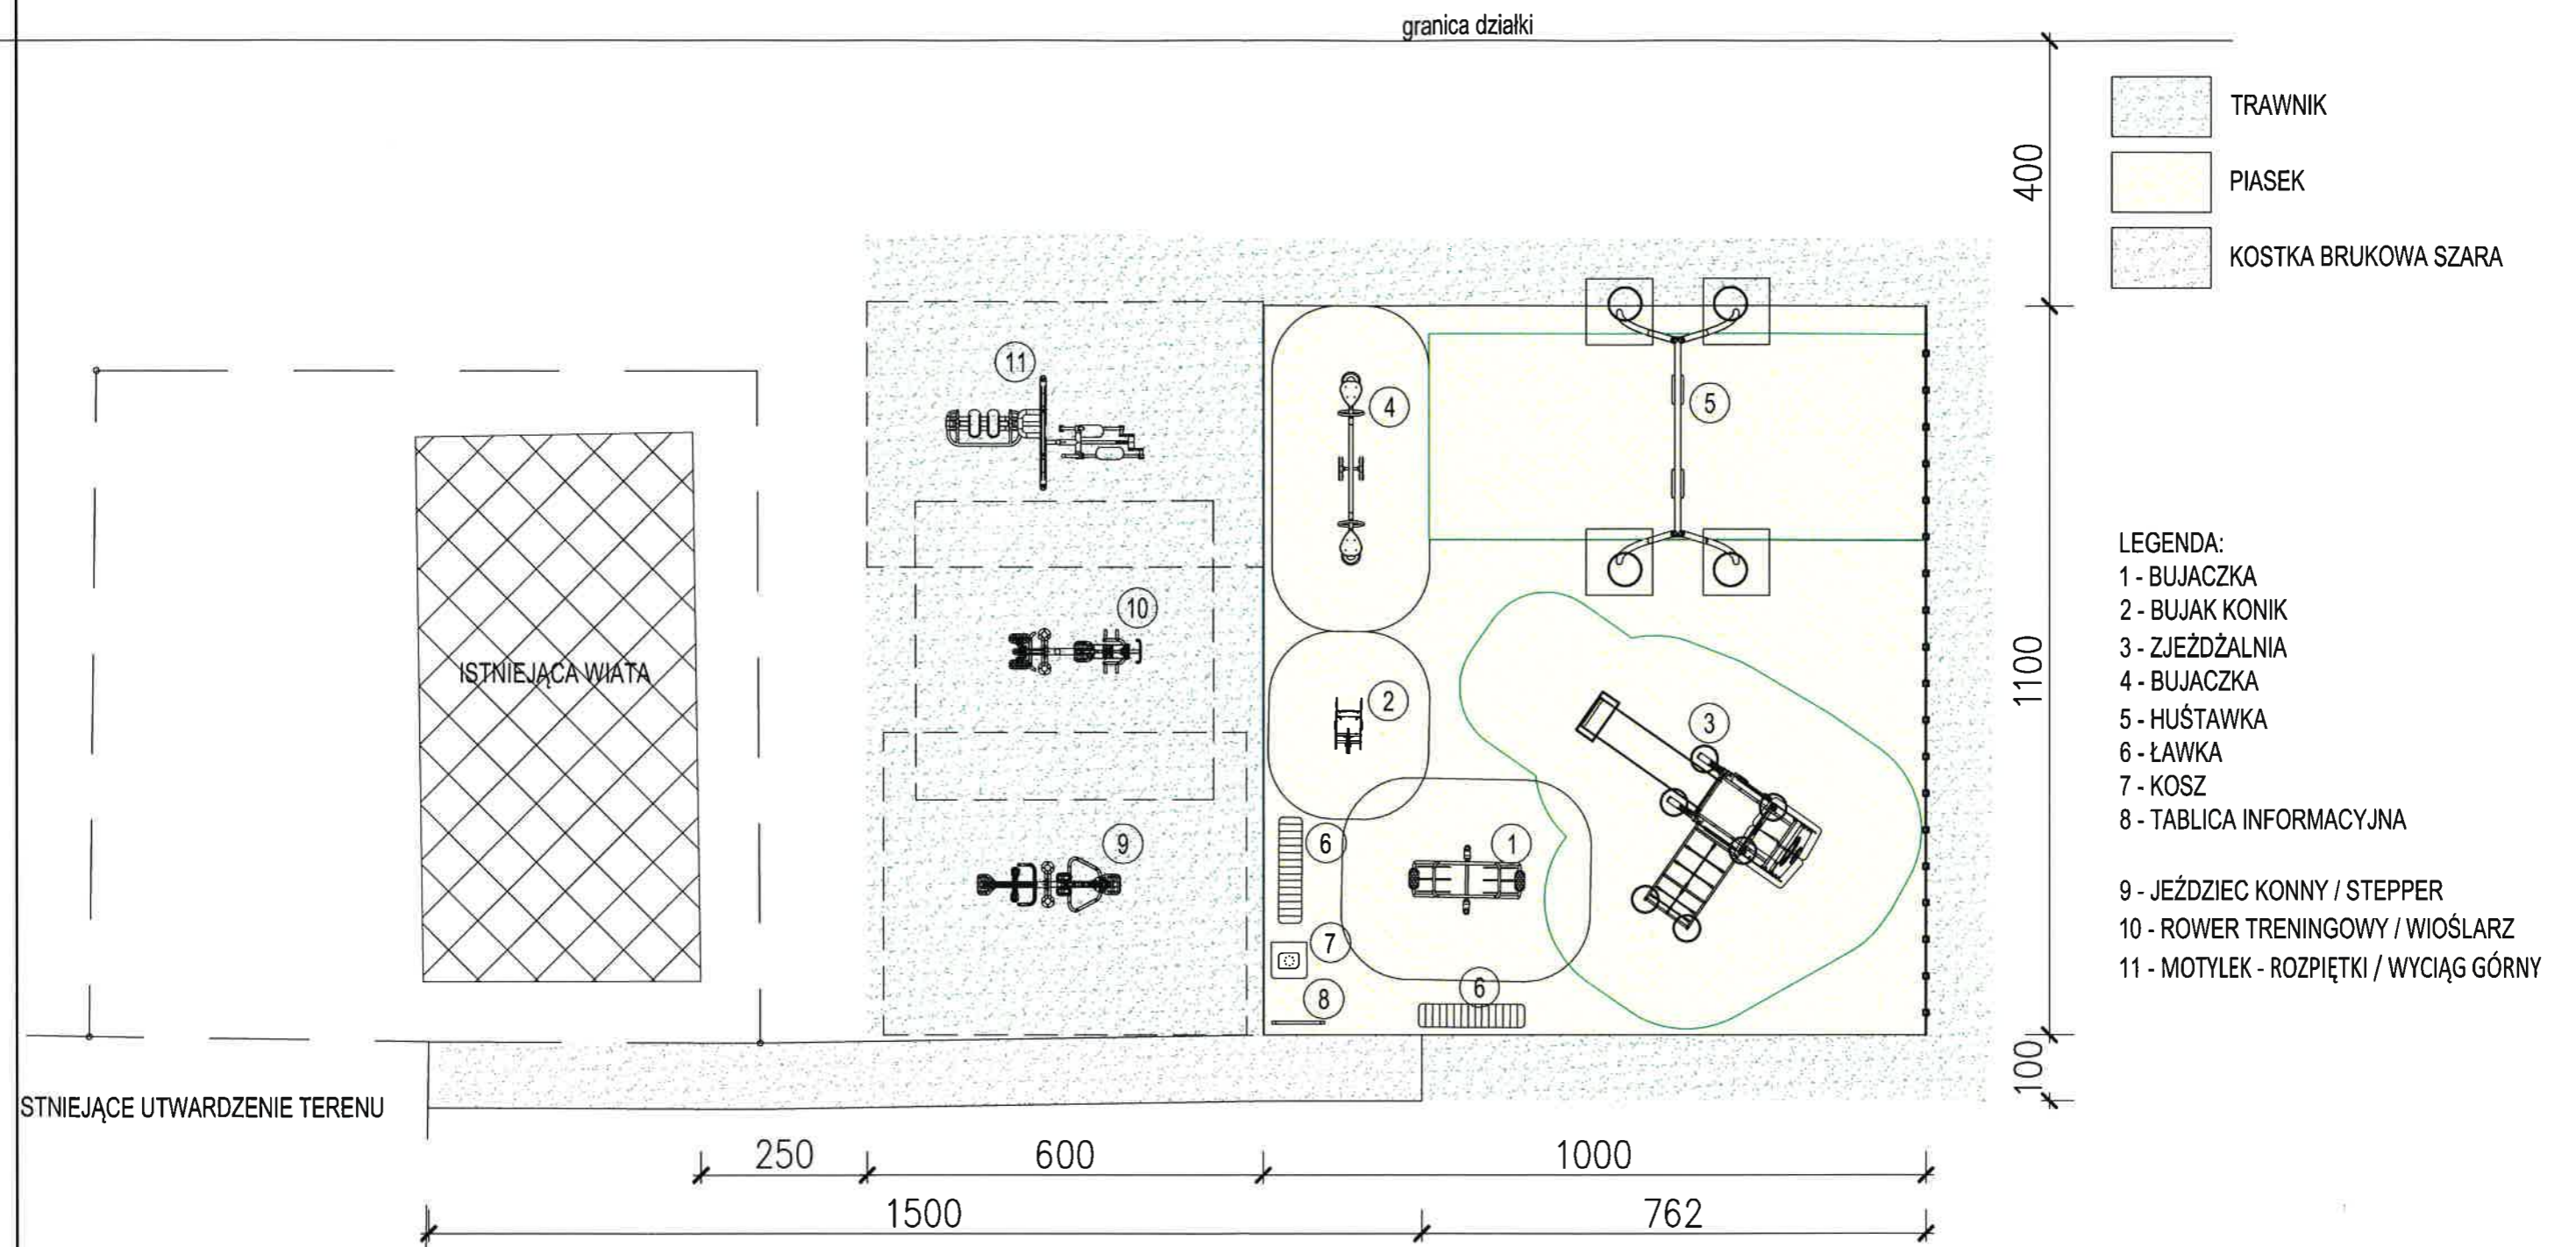 granica działki
TRAWNIK
PIASEK
KOSTKA BRUKOWA SZARA
400
1100
100
11
4
5
10
2
3
9
6
1
7
8
6
ISTNIEJĄCA WIATA
STNIEJĄCE UTWARDZENIE TERENU
250
600
1000
1500
762
LEGENDA:
1 - BUJACZKA
2 - BUJAK KONIK
3 - ZJEŻDŻALNIA
4 - BUJACZKA
5 - HUŚTAWKA
6 - ŁAWKA
7 - KOSZ
8 - TABLICA INFORMACYJNA
9 - JEŹDZIEC KONNY / STEPPER
10 - ROWER TRENINGOWY / WIOŚLARZ
11 - MOTYLEK - ROZPIĘTKI / WYCIĄG GÓRNY